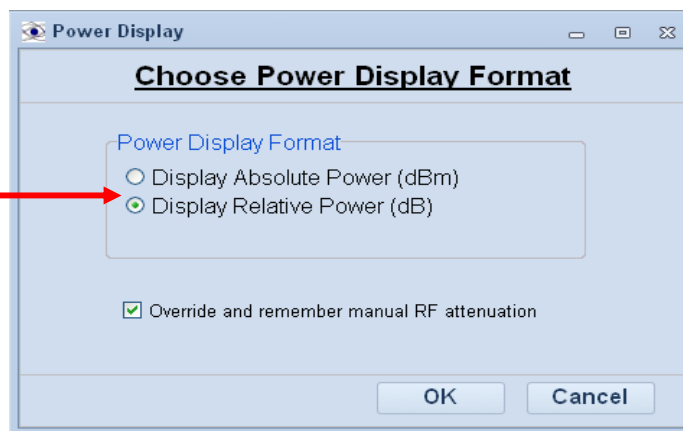 Power Display
Choose Power Display Format
Power Display Format
Display Absolute Power (dBm)
Display Relative Power (dB)
Override and remember manual RF attenuation
OK
Cancel